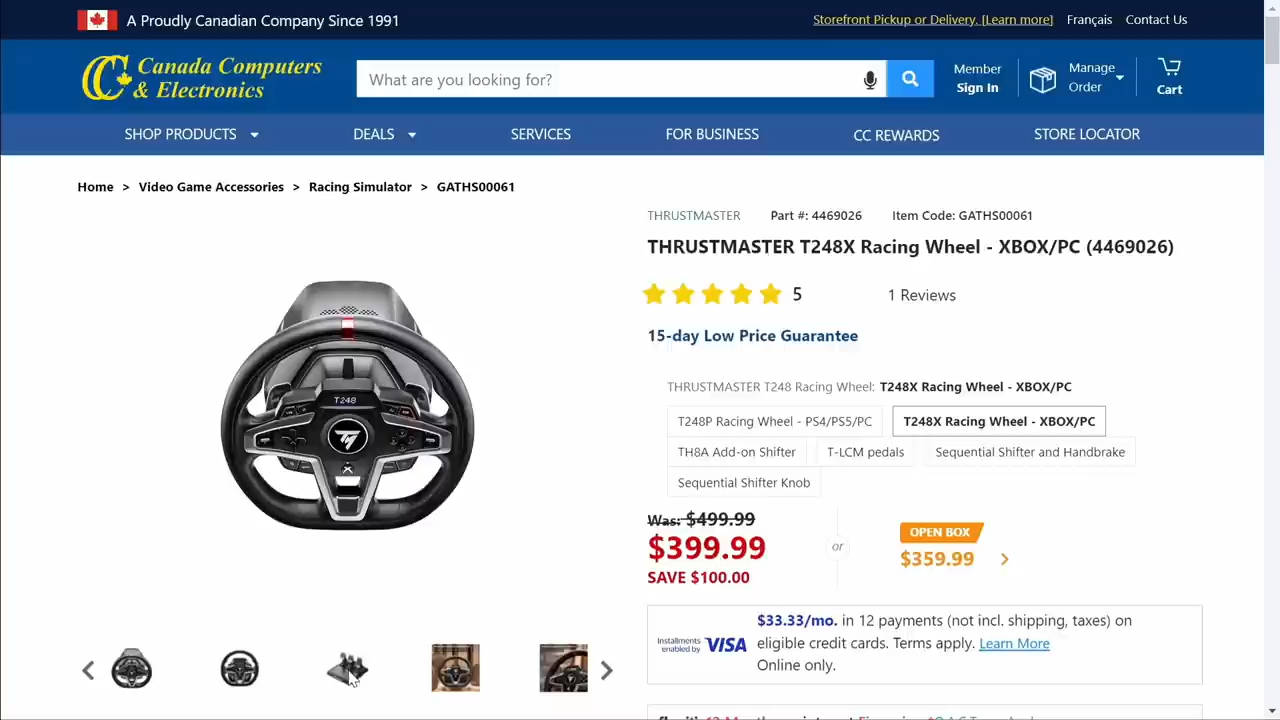 A Proudly Canadian Company Since 1991
Storefront Pickup or Delivery. [Learn more]
Français
Contact Us
Canada Computers
& Electronics
What are you looking for?
Member
Sign In
Manage
Order
Cart
SHOP PRODUCTS
DEALS
SERVICES
FOR BUSINESS
CC REWARDS
STORE LOCATOR
Home > Video Game Accessories > Racing Simulator > GATHS00061
THRUSTMASTER Part #: 4469026 Item Code: GATHS00061
THRUSTMASTER T248X Racing Wheel - XBOX/PC (4469026)
5
1 Reviews
15-day Low Price Guarantee
THRUSTMASTER T248 Racing Wheel: T248X Racing Wheel - XBOX/PC
T248P Racing Wheel - PS4/PS5/PC
T248X Racing Wheel - XBOX/PC
TH8A Add-on Shifter
T-LCM pedals
Sequential Shifter and Handbrake
Sequential Shifter Knob
T248
Was: $499.99
$399.99
SAVE $100.00
or
OPEN BOX
$359.99
Installments
enabled by
VISA
$33.33/mo. in 12 payments (not incl. shipping, taxes) on
eligible credit cards. Terms apply. Learn More
Online only.